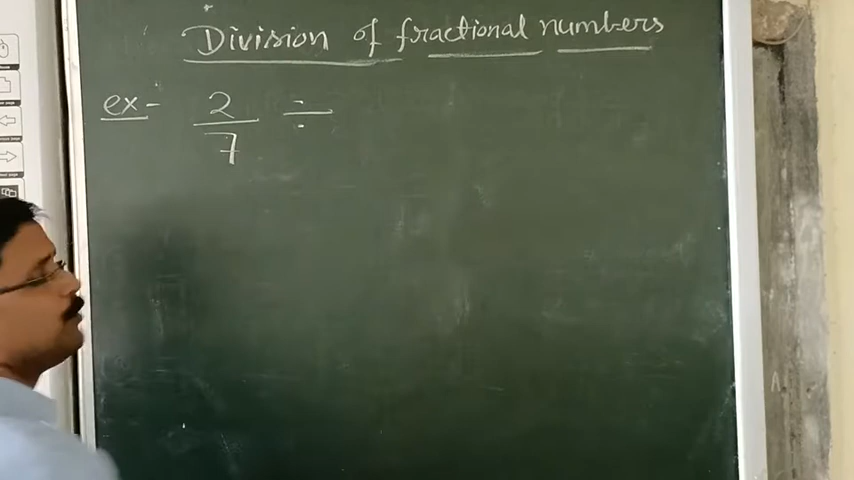 Division of fractional numbers
ex- 2/7 ÷